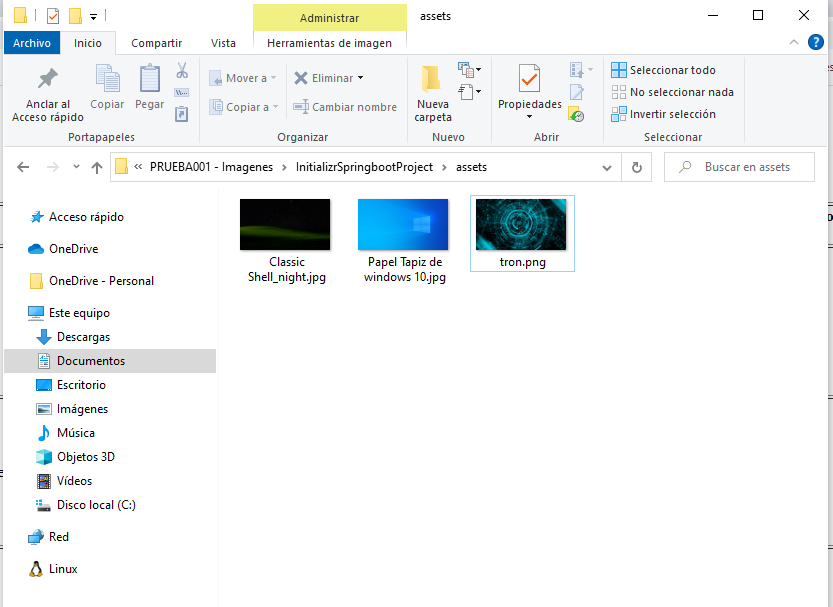 Administrar
assets
Archivo
Inicio
Compartir
Vista
Herramientas de imagen
?
Anclar al
Acceso rápido
Copiar
Pegar
Portapapeles
Mover a
Copiar a
Eliminar
Cambiar nombre
Organizar
Nueva
carpeta
Nuevo
Propiedades
Abrir
Seleccionar todo
No seleccionar nada
Invertir selección
Seleccionar
« PRUEBA001 - Imagenes › InitializrSpringbootProject › assets
Buscar en assets
Acceso rápido
OneDrive
OneDrive - Personal
Este equipo
Descargas
Documentos
Escritorio
Imágenes
Música
Objetos 3D
Vídeos
Disco local (C:)
Red
Linux
Classic
Shell_night.jpg
Papel Tapiz de
windows 10.jpg
tron.png